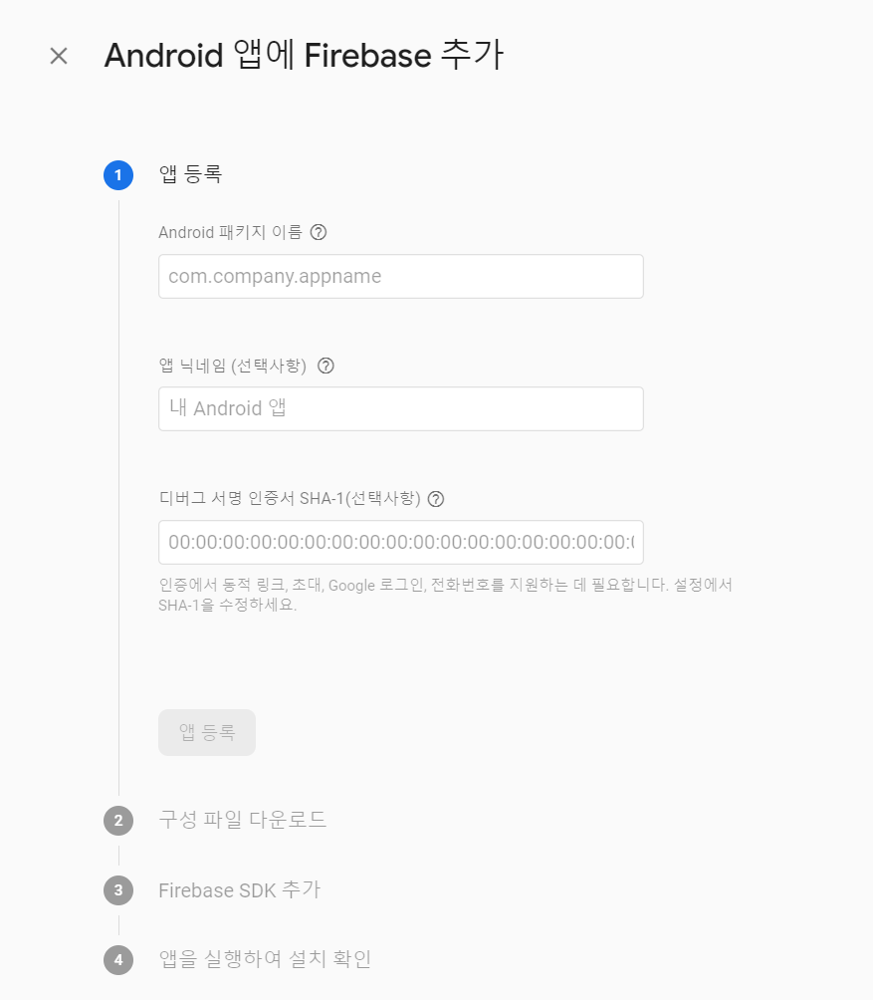 Android 앱에 Firebase 추가
1 앱 등록
Android 패키지 이름 ?
com.company.appname
앱 닉네임 (선택사항) ?
내 Android 앱
디버그 서명 인증서 SHA-1(선택사항) ?
00:00:00:00:00:00:00:00:00:00:00:00:00:00:00:00:00:
인증에서 동적 링크, 초대, Google 로그인, 전화번호를 지원하는 데 필요합니다. 설정에서
SHA-1을 수정하세요.
앱 등록
2 구성 파일 다운로드
3 Firebase SDK 추가
4 앱을 실행하여 설치 확인